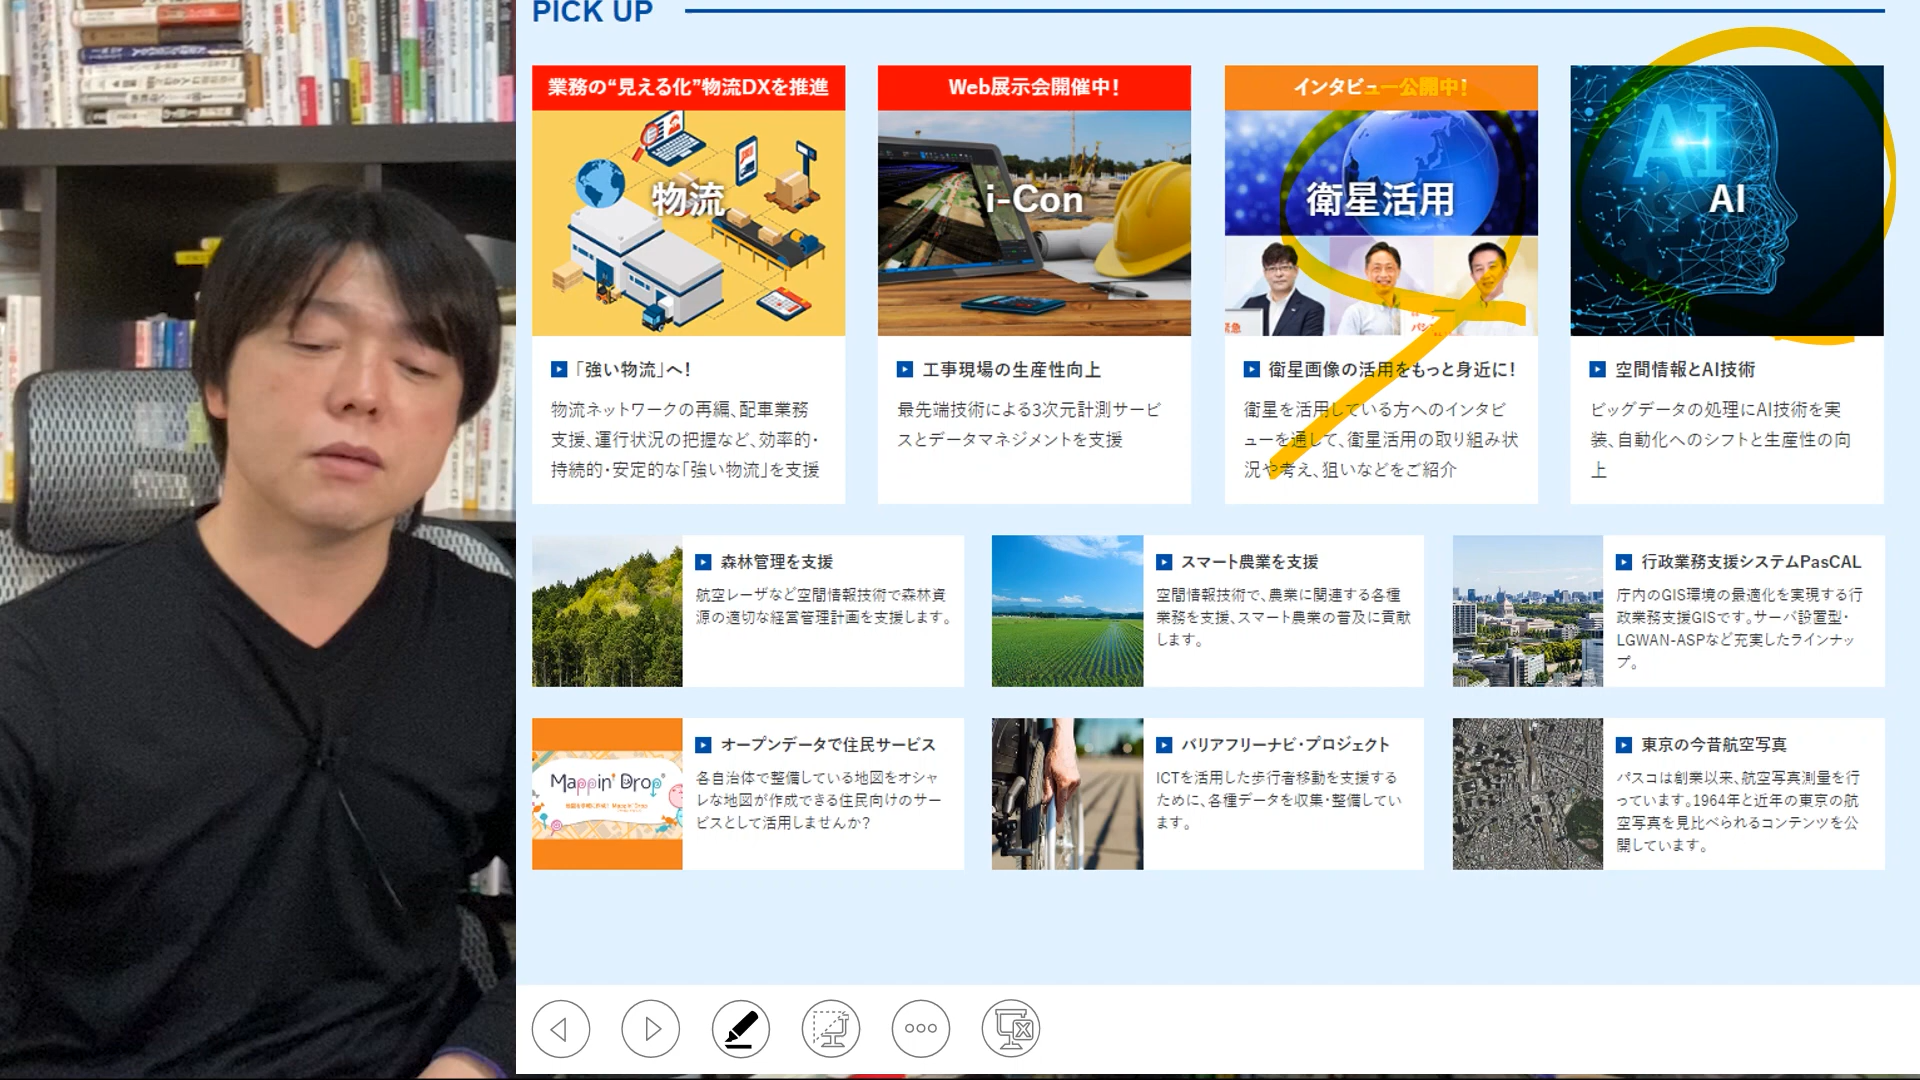 PICK UP
業務の“見える化”物流DXを推進
物流
「強い物流」へ！
物流ネットワークの再編、配車業務
支援、運行状況の把握など、効率的・
持続的・安定的な「強い物流」を支援
Web展示会開催中！
i-Con
工事現場の生産性向上
最先端技術による3次元計測サービ
スとデータマネジメントを支援
インタビュー公開中！
衛星活用
衛星画像の活用をもっと身近に！
衛星を活用している方へのインタビ
ューを通して、衛星活用の取り組み状
況や考え、狙いなどをご紹介
AI
AI
空間情報とAI技術
ビッグデータの処理にAI技術を実
装、自動化へのシフトと生産性の向
上
森林管理を支援
航空レーザなど空間情報技術で森林資
源の適切な経営管理計画を支援します。
スマート農業を支援
空間情報技術で、農業に関連する各種
業務を支援、スマート農業の普及に貢献
します。
行政業務支援システムPasCAL
庁内のGIS環境の最適化を実現する行
政業務支援GISです。サーバ設置型・
LGWAN-ASPなど充実したラインナッ
プ。
Mappin' Drop
オープンデータで住民サービス
各自治体で整備している地図をオシャ
レな地図が作成できる住民向けのサー
ビスとして活用しませんか？
バリアフリーナビ・プロジェクト
ICTを活用した歩行者移動を支援する
ために、各種データを収集・整備してい
ます。
東京の今昔航空写真
パスコは創業以来、航空写真測量を行
っています。1964年と近年の東京の航
空写真を見比べられるコンテンツを公
開しています。